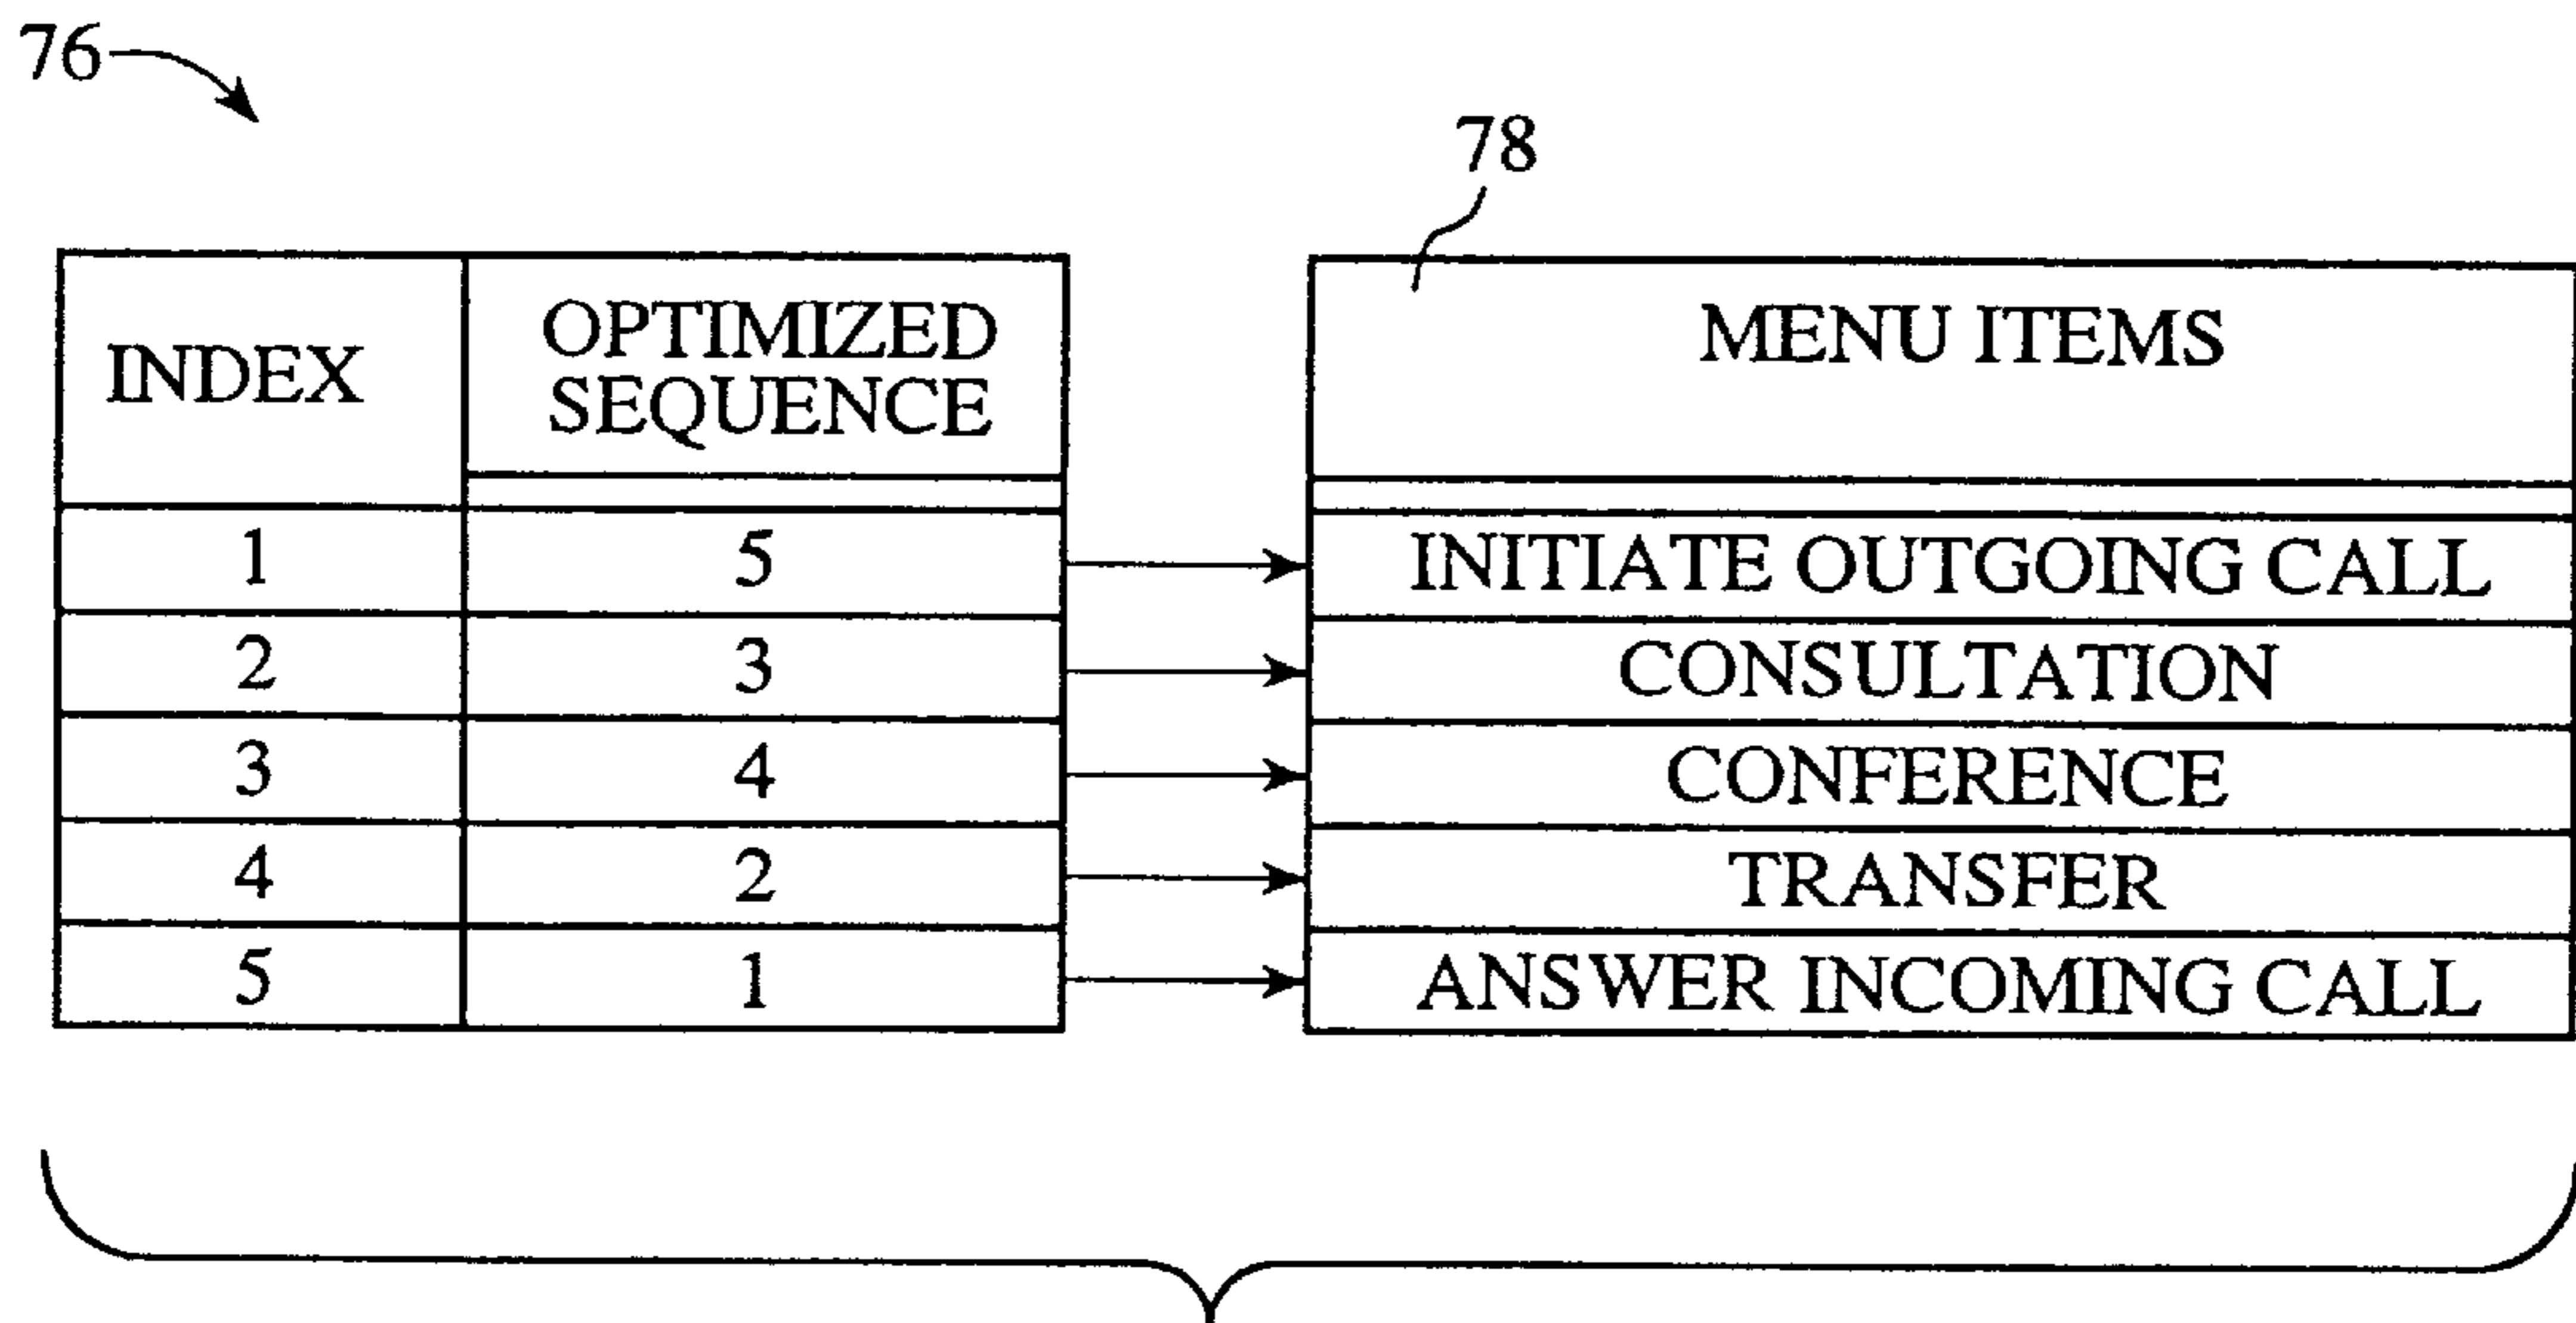 76
78
INDEX
OPTIMIZED
SEQUENCE
MENU ITEMS
1 5 INITIATE OUTGOING CALL
2 3 CONSULTATION
3 4 CONFERENCE
4 2 TRANSFER
5 1 ANSWER INCOMING CALL